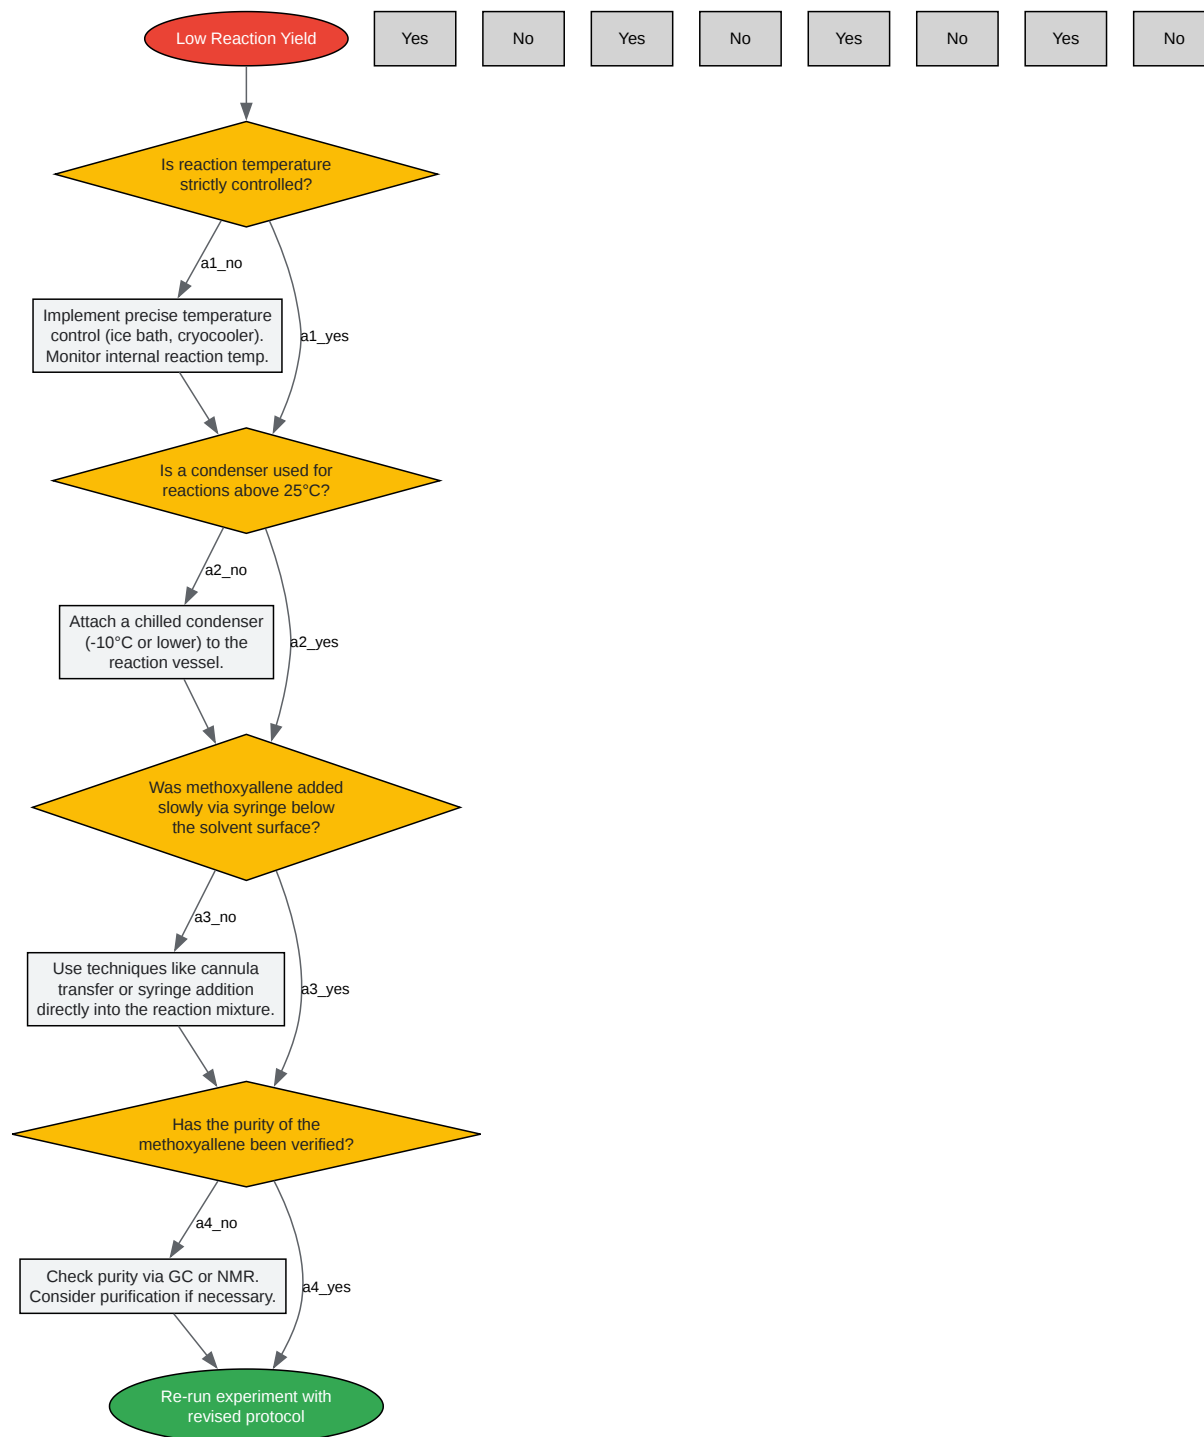 Low Reaction Yield
Yes
No
Yes
No
Yes
No
Yes
No
Is reaction temperature
strictly controlled?
a1_no
Implement precise temperature
control (ice bath, cryocooler).
Monitor internal reaction temp.
a1_yes
Is a condenser used for
reactions above 25°C?
a2_no
Attach a chilled condenser
(-10°C or lower) to the
reaction vessel.
a2_yes
Was methoxyallene added
slowly via syringe below
the solvent surface?
a3_no
Use techniques like cannula
transfer or syringe addition
directly into the reaction mixture.
a3_yes
Has the purity of the
methoxyallene been verified?
a4_no
Check purity via GC or NMR.
Consider purification if necessary.
a4_yes
Re-run experiment with
revised protocol